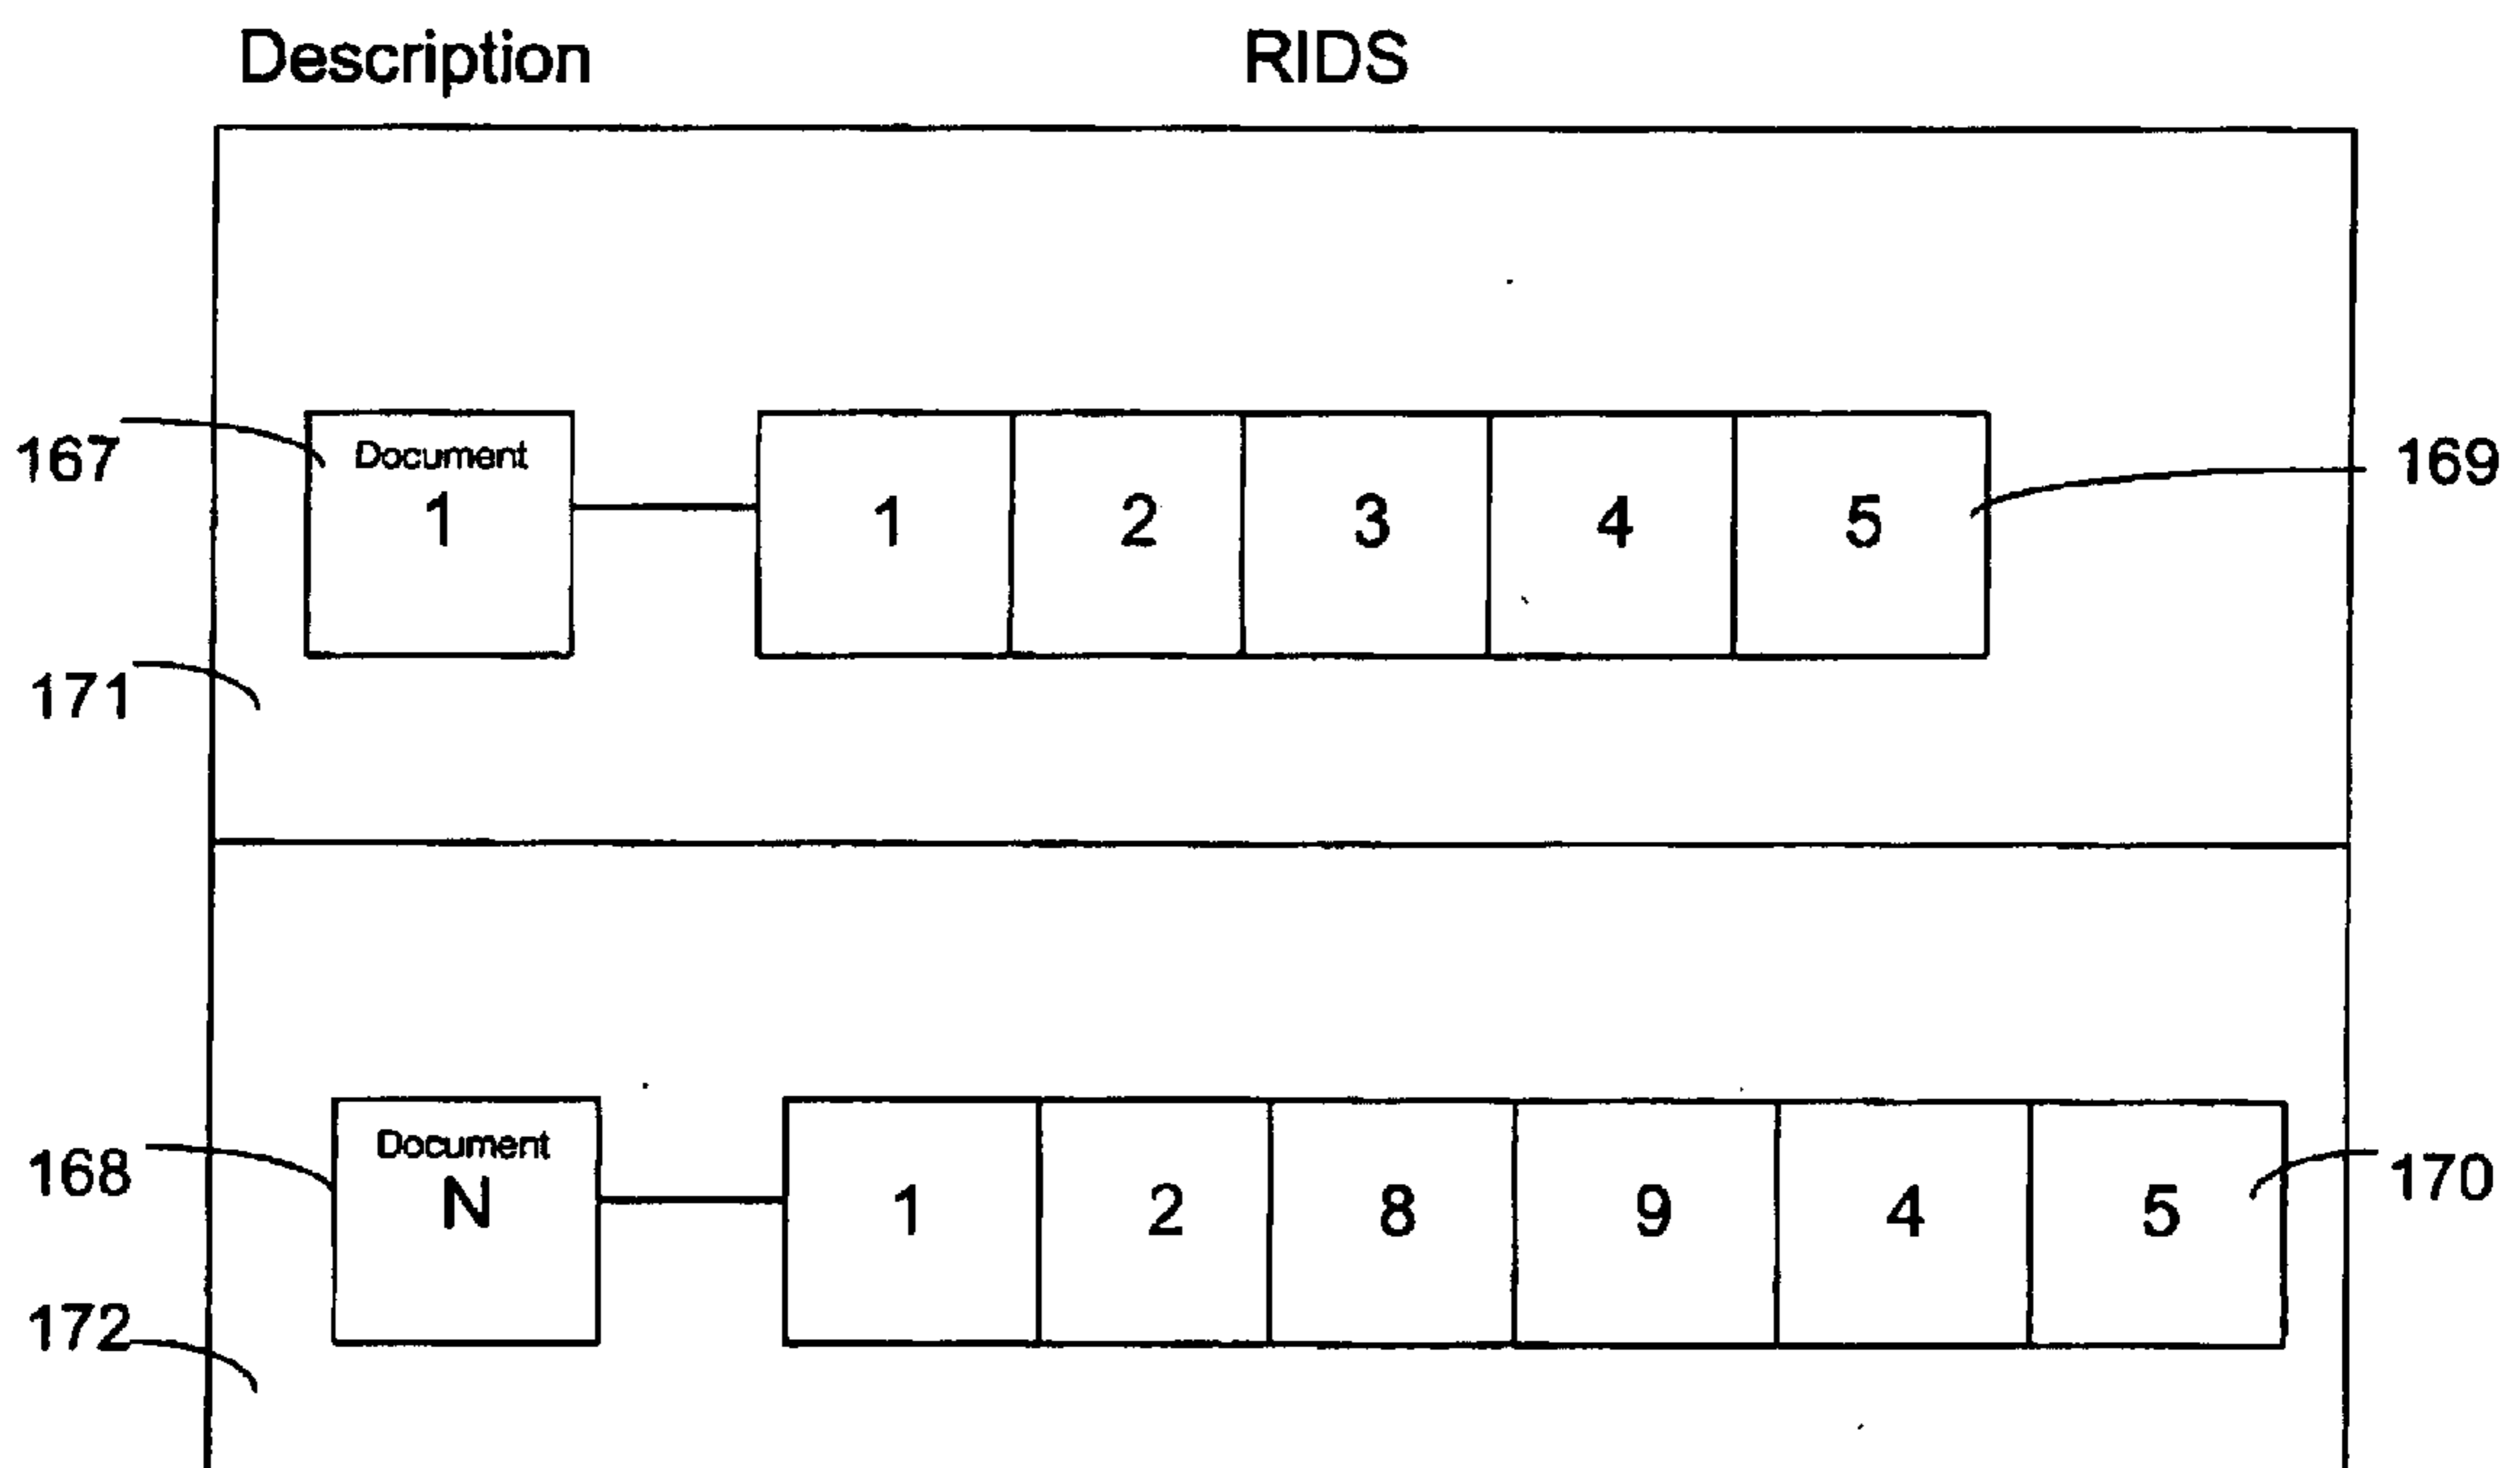 Description RIDS
167 Document 169
1 1 2 3 4 5
171
168 Document 170
N 1 2 8 9 4 5
172